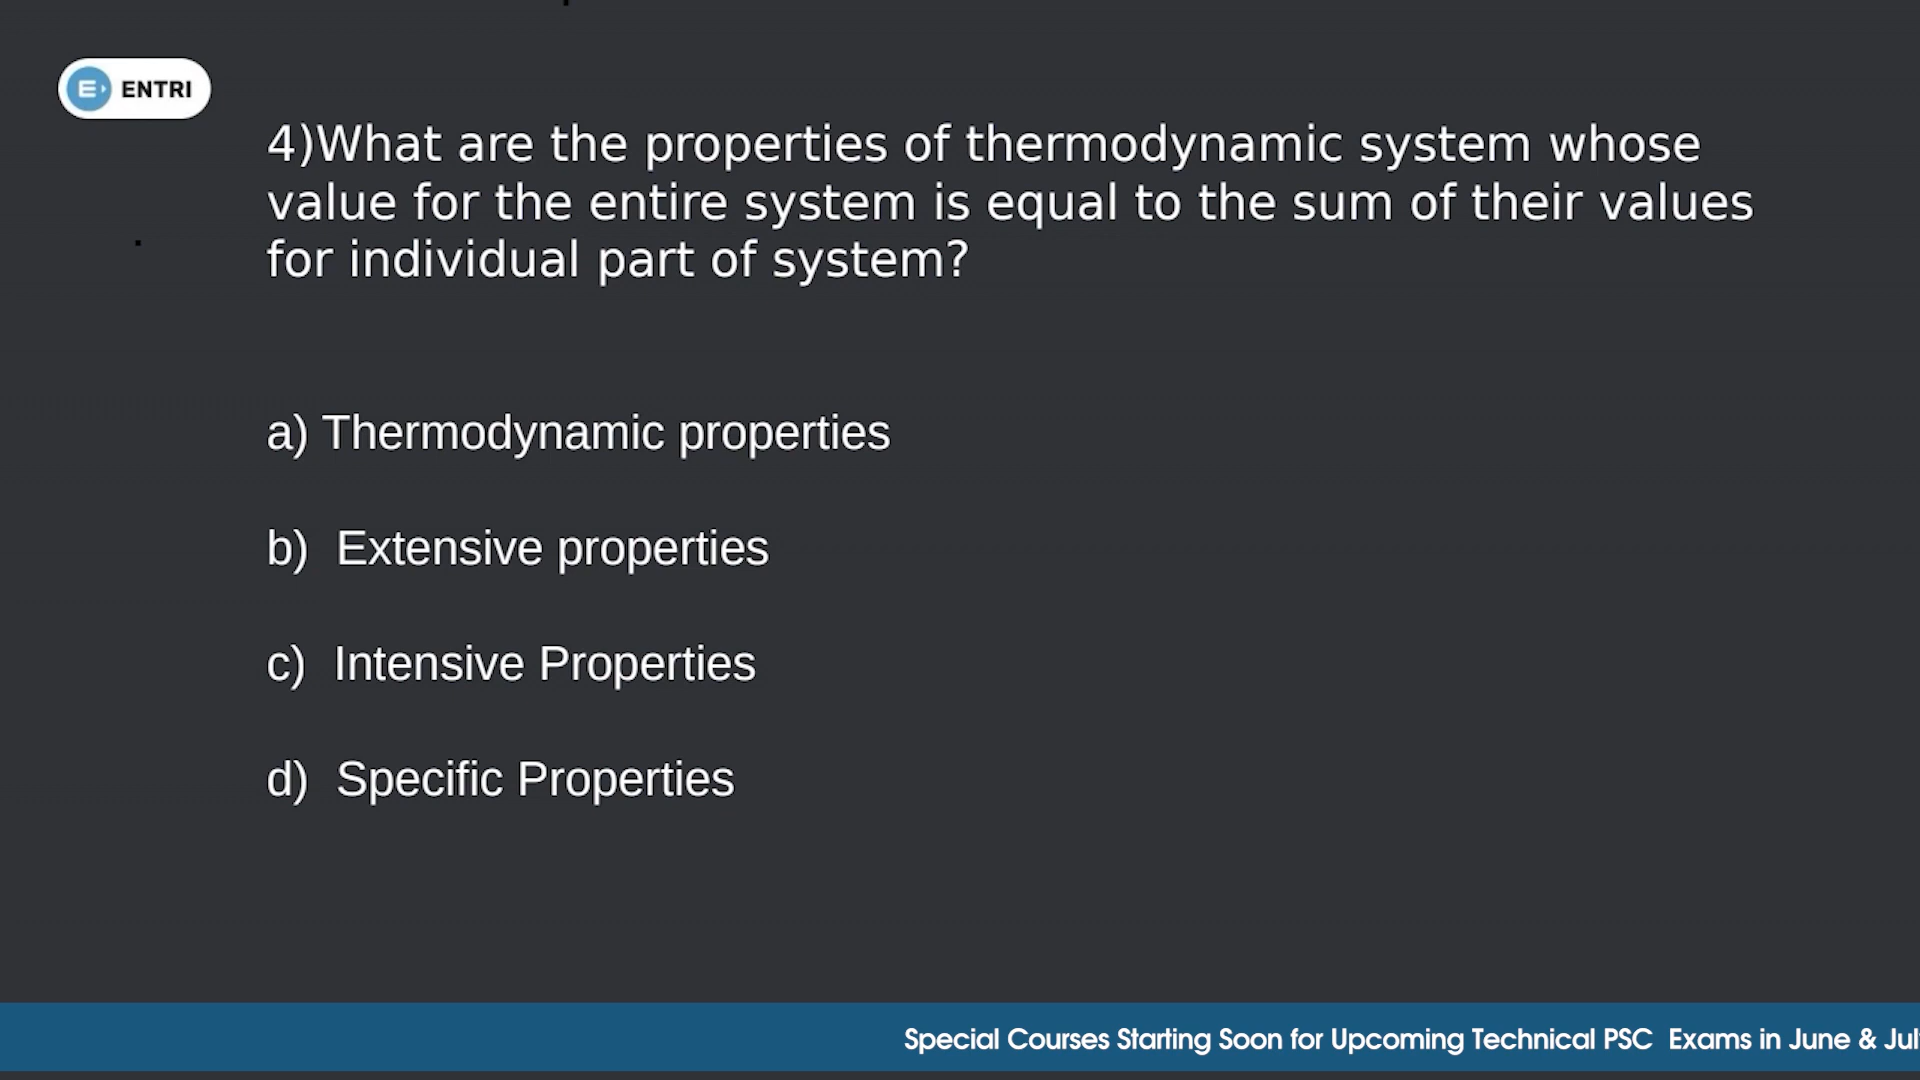 ENTRI
4)What are the properties of thermodynamic system whose
value for the entire system is equal to the sum of their values
for individual part of system?
a) Thermodynamic properties
b) Extensive properties
c) Intensive Properties
d) Specific Properties
Special Courses Starting Soon for Upcoming Technical PSC Exams in June &